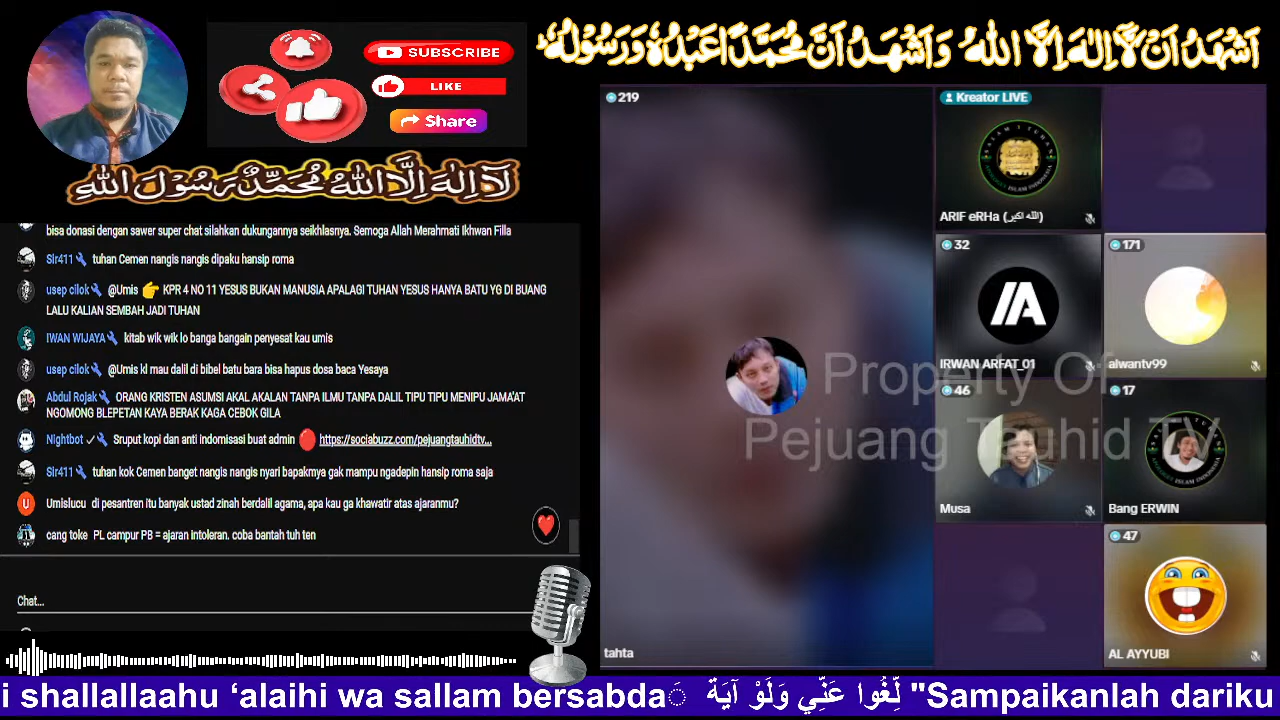 اَشْهَدُ اَنْ لَّا اِلٰهَ اِلَّا اللهُ وَاَشْهَدُ اَنَّ مُحَمَّدًا عَبْدُهٗ وَرَسُوْلُهٗ
SUBSCRIBE
LIKE
Share
لَآ اِلٰهَ اِلَّا اللهُ مُحَمَّدٌ رَسُوْلَ اللهِ
bisa donasi dengan sawer super chat silahkan dukungannya seikhlasnya. Semoga Allah Merahmati Ikhwan Filla
Sir411 tuhan Cemen nangis nangis dipaku hansip roma
usep cilok @Umis 👉 KPR 4 NO 11 YESUS BUKAN MANUSIA APALAGI TUHAN YESUS HANYA BATU YG DI BUANG
LALU KALIAN SEMBAH JADI TUHAN
IWAN WIJAYA kitab wik wik lo banga bangain penyesat kau umis
usep cilok @Umis kl mau dalil di bibel batu bara bisa hapus dosa baca Yesaya
Abdul Rojak ORANG KRISTEN ASUMSI AKAL AKALAN TANPA ILMU TANPA DALIL TIPU TIPU MENIPU JAMA'AT
NGOMONG BLEPETAN KAYA BERAK KAGA CEBOK GILA
Nightbot ✓ Sruput kopi dan anti indomisasi buat admin 🔴 https://sociabuzz.com/pejuangtauhidtv...
Sir411 tuhan kok Cemen banget nangis nangis nyari bapakmya gak mampu ngadepin hansip roma saja
U Umislucu di pesantren itu banyak ustad zinah berdalil agama, apa kau ga khawatir atas ajaranmu?
cang toke PL campur PB = ajaran intoleran. coba bantah tuh ten
Chat...
219
tahta
Kreator LIVE
ARIF eRHa (الله اكبر)
32
IRWAN ARFAT_01
171
alwantv99
46
Musa
17
Bang ERWIN
47
AL AYYUBI
Property Of
Pejuang Tauhid TV
i shallallaahu ‘alaihi wa sallam bersabda لِّغُوا عَنِّي وَلَوْ آيَةً "Sampaikanlah dariku